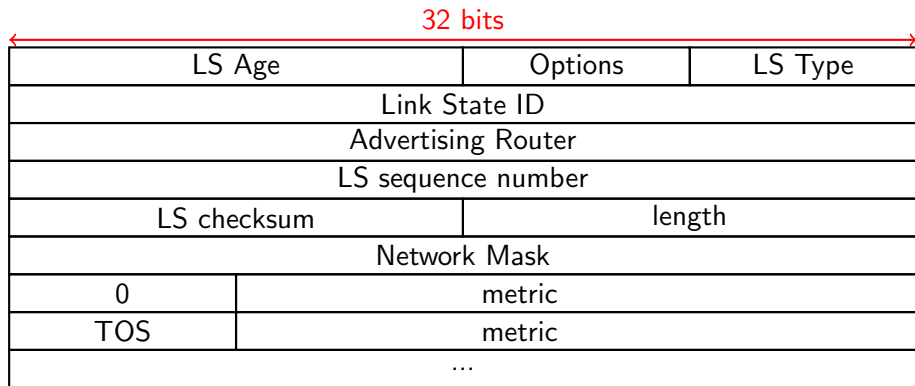 32 bits
LS Age Options LS Type
Link State ID
Advertising Router
LS sequence number
LS checksum length
Network Mask
0 metric
TOS metric
...